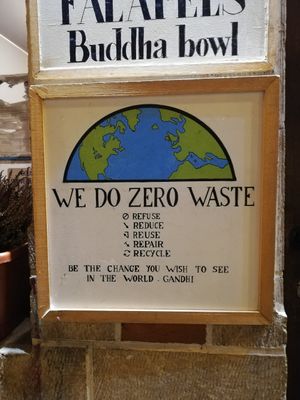 FALAFELS
Buddha bowl
WE DO ZERO WASTE
REFUSE
REDUCE
REUSE
REPAIR
RECYCLE
BE THE CHANGE YOU WISH TO SEE
IN THE WORLD. GANDHI